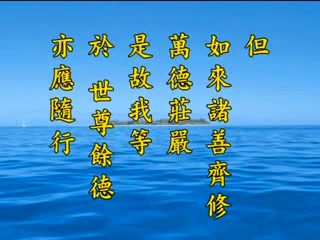 但
如來諸善齊修
萬德莊嚴
是故我等
於 世尊餘德
亦應隨行